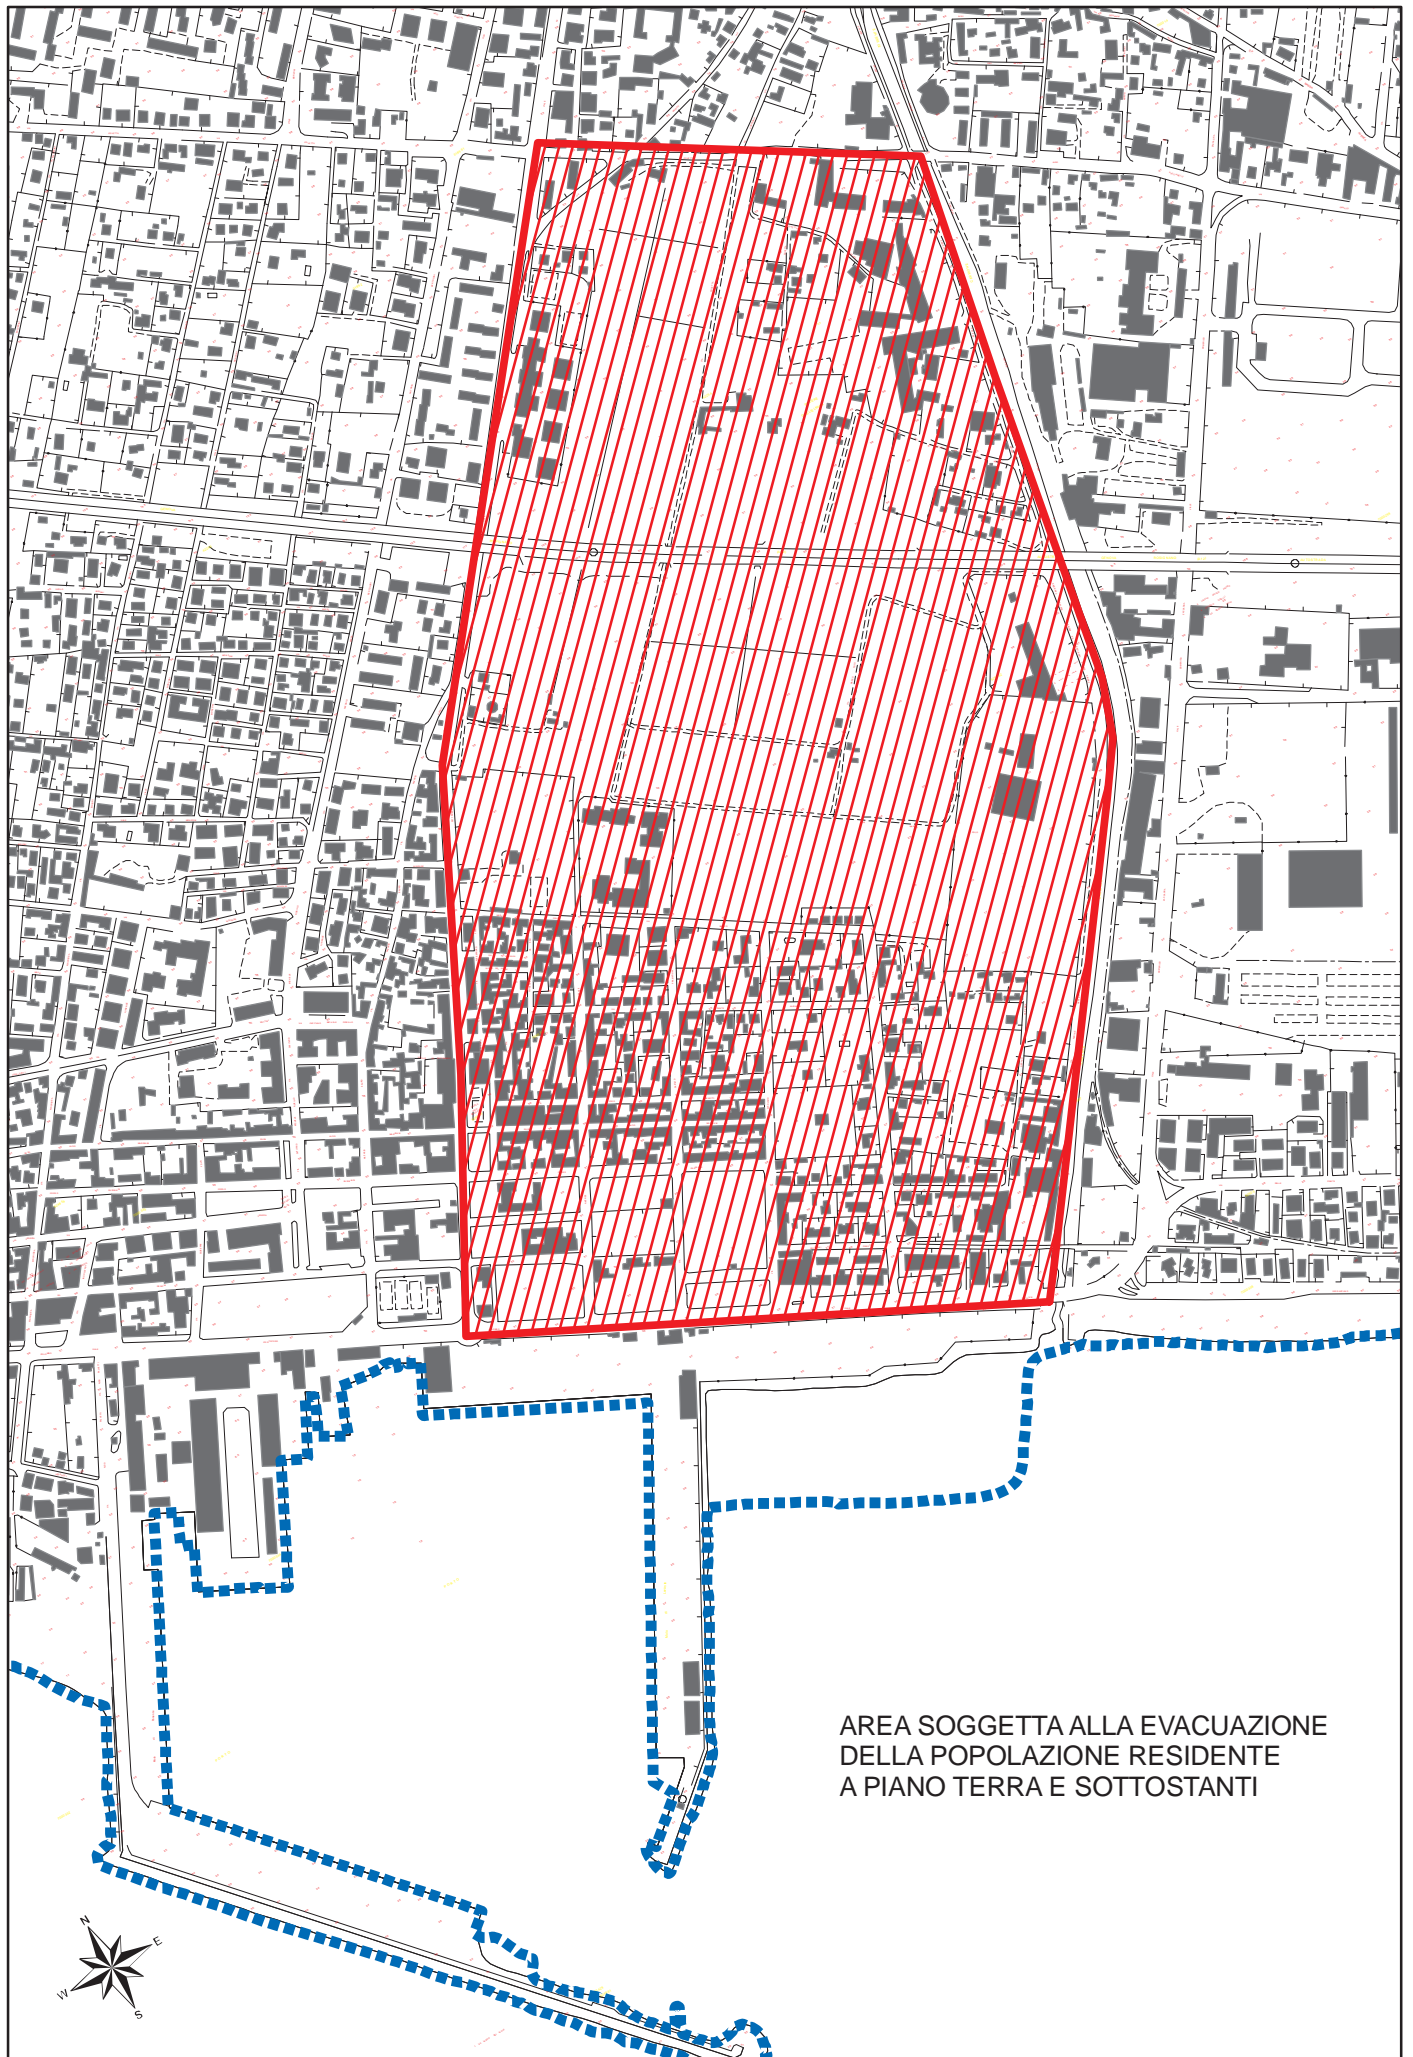 AREA SOGGETTA ALLA EVACUAZIONE
DELLA POPOLAZIONE RESIDENTE
A PIANO TERRA E SOTTOSTANTI
N
E
W
S